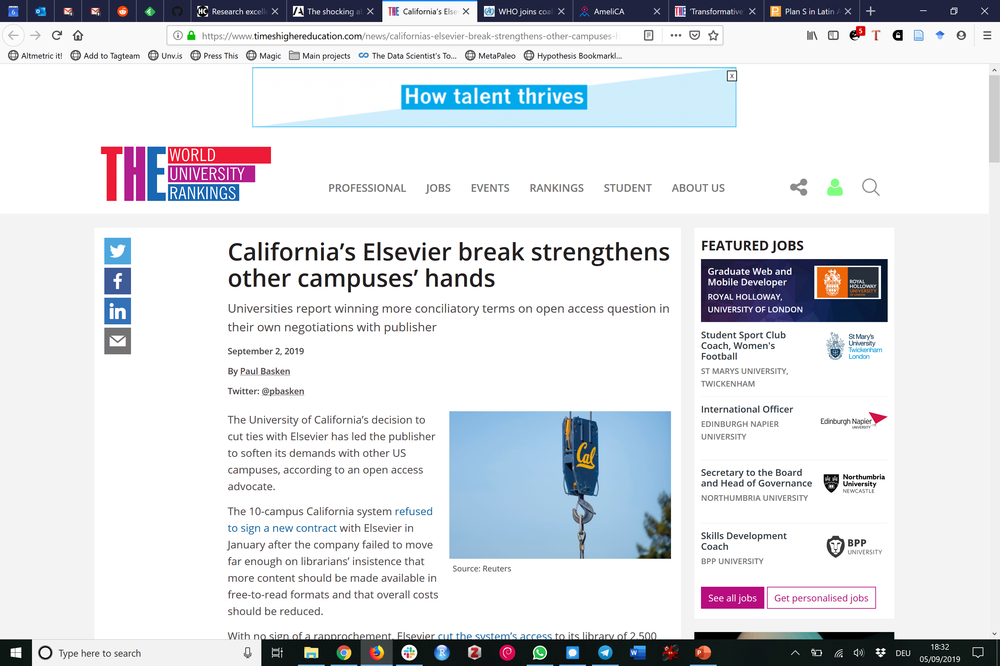 6
Research excelle
The shocking ab
THE
California's Else
WHO joins coali
AmeliCA
THE
'Transformative'
Plan S in Latin A
https://www.timeshighereducation.com/news/californias-elsevier-break-strengthens-other-campuses-h
5
Altmetric it!
Add to Tagteam
Unv.is
Press This
Magic
Main projects
The Data Scientist's To...
MetaPaleo
Hypothesis Bookmarkl...
How talent thrives
X
THE WORLD
UNIVERSITY
RANKINGS
PROFESSIONAL JOBS EVENTS RANKINGS STUDENT ABOUT US
California's Elsevier break strengthens
other campuses' hands
Universities report winning more conciliatory terms on open access question in
their own negotiations with publisher
September 2, 2019
By Paul Basken
Twitter: @pbasken
The University of California's decision to
cut ties with Elsevier has led the publisher
to soften its demands with other US
campuses, according to an open access
advocate.
Cal
Source: Reuters
The 10-campus California system refused
to sign a new contract with Elsevier in
January after the company failed to move
far enough on librarians' insistence that
more content should be made available in
free-to-read formats and that overall costs
should be reduced.
With no sign of a rapprochement, Elsevier cut the system's access to its library of 2,500
FEATURED JOBS
Graduate Web and
Mobile Developer
ROYAL HOLLOWAY,
UNIVERSITY OF LONDON
ROYAL
HOLLOWAY
UNIVERSITY
OF LONDON
Student Sport Club
Coach, Women's
Football
ST MARYS UNIVERSITY,
TWICKENHAM
St Mary's
University
Twickenham
London
International Officer
EDINBURGH NAPIER
UNIVERSITY
Edinburgh Napier
UNIVERSITY
Secretary to the Board
and Head of Governance
NORTHUMBRIA UNIVERSITY
Northumbria
University
NEWCASTLE
Skills Development
Coach
BPP UNIVERSITY
BPP
UNIVERSITY
See all jobs
Get personalised jobs
Type here to search
DEU
18:32
05/09/2019